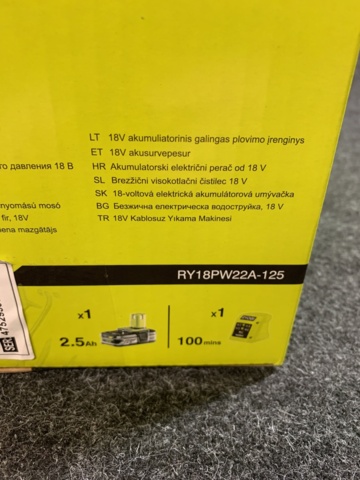 LT 18V akumuliatorinis galingas plovimo įrenginys
ET 18V akusurvepesur
го давления 18 В HR Akumulatorski električni perač od 18 V
SL Brezžični visokotlačni čistilec 18 V
SK 18-voltová elektrická akumulátorová umývačka
nyomású mosó BG Безжична електрическа водоструйка, 18 V
fir, 18V TR 18V Kablosuz Yıkama Makinesi
ena mazgātājs
RY18PW22A-125
x1 x1
2.5Ah 100mins